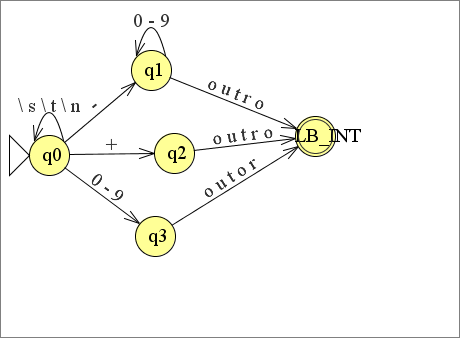 0 - 9
q1
\ s \ t \ n
-
outro
q0
+
q2
outro
LB_INT
0 - 9
outor
q3